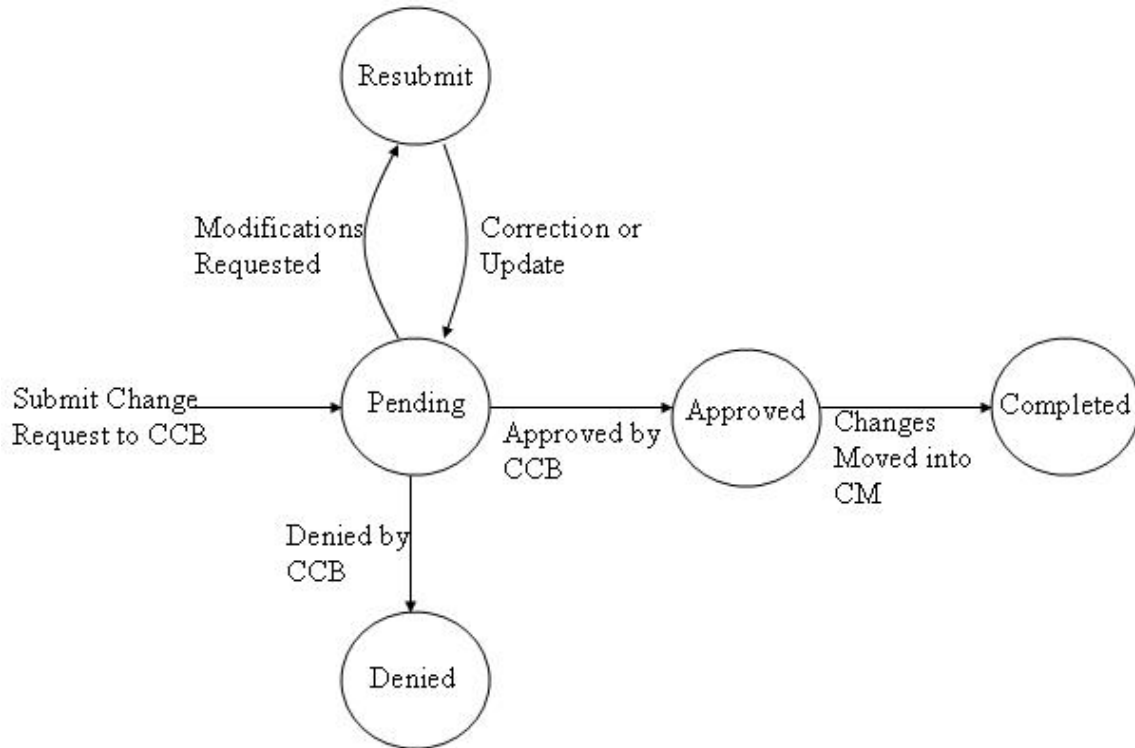 Resubmit
Modifications
Requested
Correction or
Update
Submit Change
Request to CCB
Pending
Approved by
CCB
Approved
Changes
Moved into
CM
Completed
Denied by
CCB
Denied